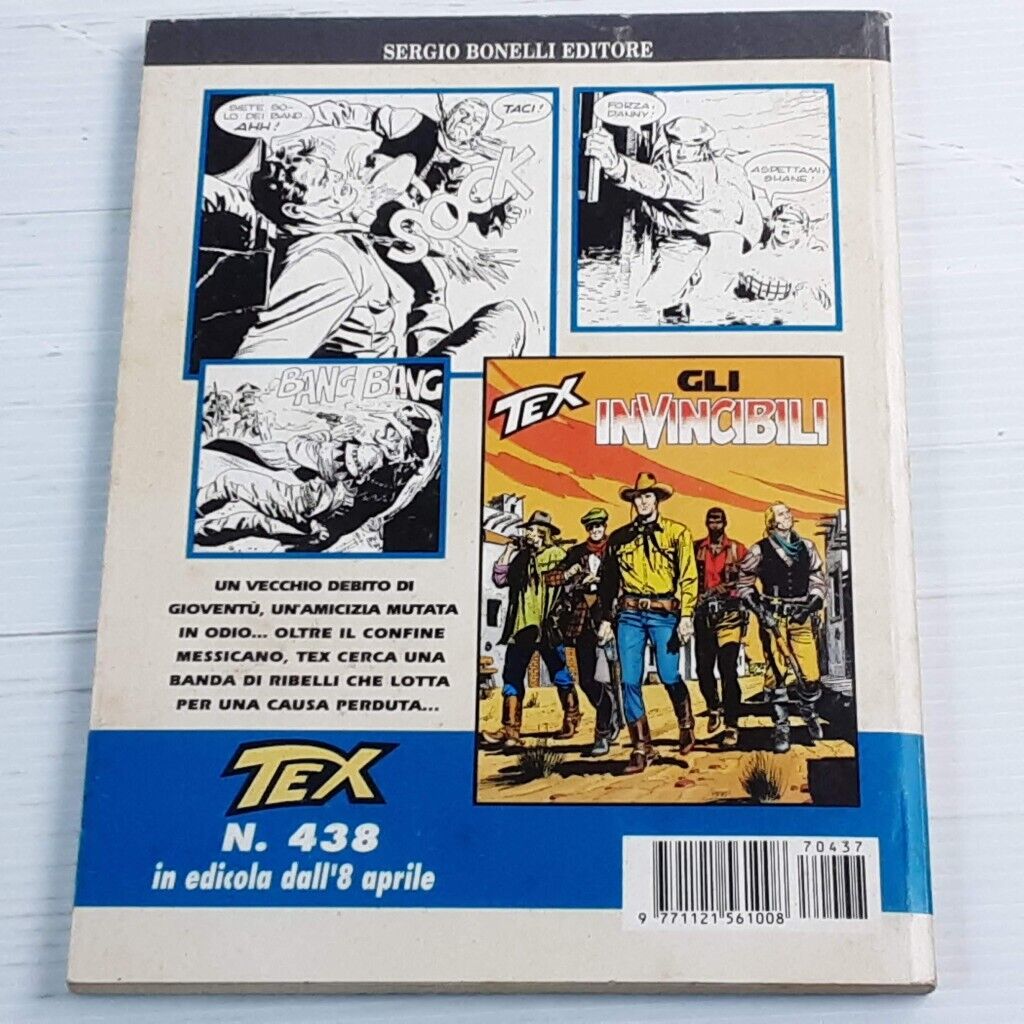 SERGIO BONELLI EDITORE
SIETE SO-
LO DEI BAND...
AHH!
TACI!
SOCK
FORZA,
DANNY!
ASPETTAMI,
SHANE!
BANG BANG
TEX
GLI
INVINCIBILI
UN VECCHIO DEBITO DI
GIOVENTÙ, UN'AMICIZIA MUTATA
IN ODIO... OLTRE IL CONFINE
MESSICANO, TEX CERCA UNA
BANDA DI RIBELLI CHE LOTTA
PER UNA CAUSA PERDUTA...
TEX
N. 438
in edicola dall'8 aprile
70437
9 771121 561008